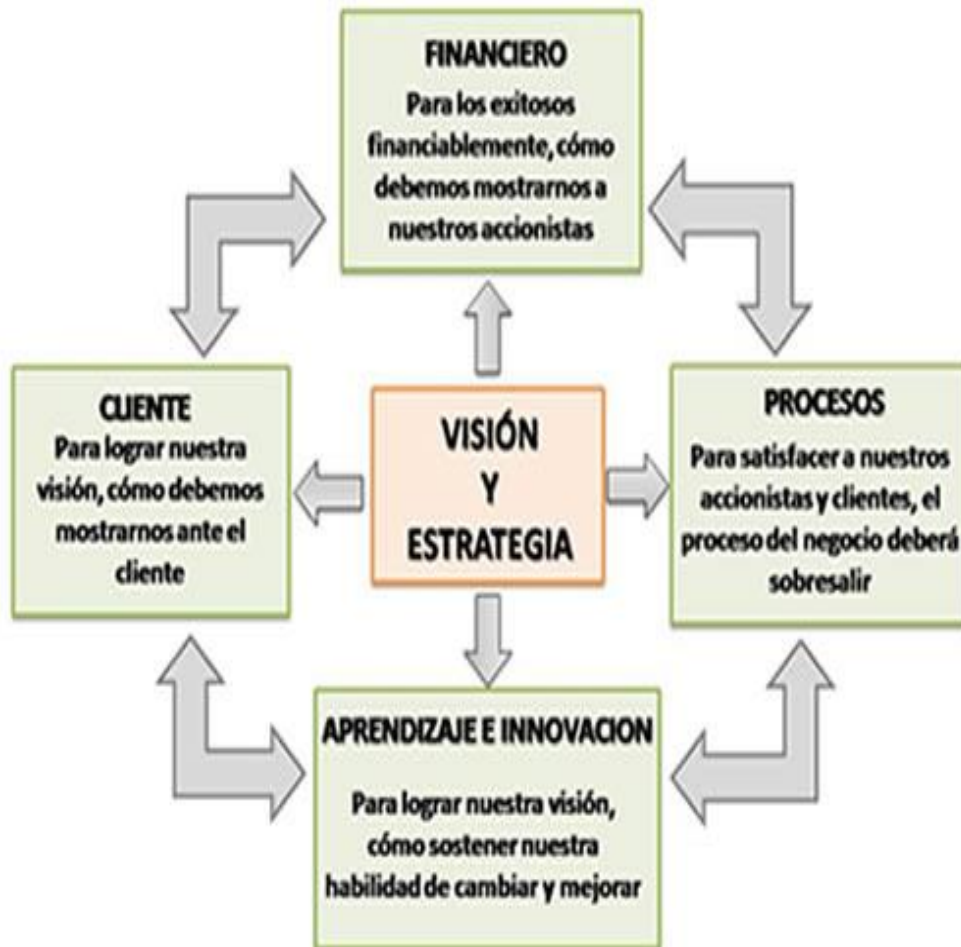 FINANCIERO
Para los exitosos
financiablemente, cómo
debemos mostrarnos a
nuestros accionistas
CLIENTE
Para lograr nuestra
visión, cómo debemos
mostrarnos ante el
cliente
VISIÓN
Y
ESTRATEGIA
PROCESOS
Para satisfacer a nuestros
accionistas y clientes, el
proceso del negocio deberá
sobresalir
APRENDIZAJE E INNOVACION
Para lograr nuestra visión,
cómo sostener nuestra
habilidad de cambiar y mejorar